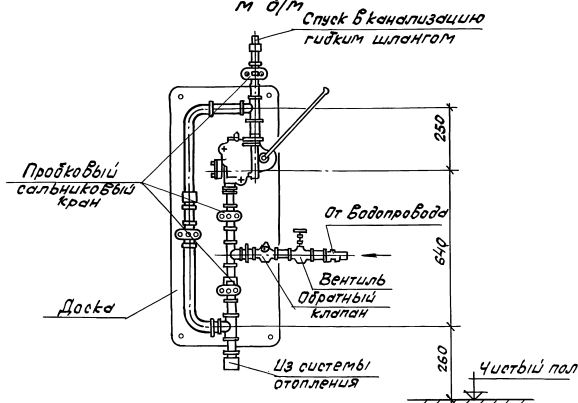 М б/м
Спуск в канализацию
гибким шлангом
250
Пробковый
сальниковый
кран
От водопровода
640
Вентиль
Обратный
клапан
Доска
Из системы
отопления
260
Чистый пол